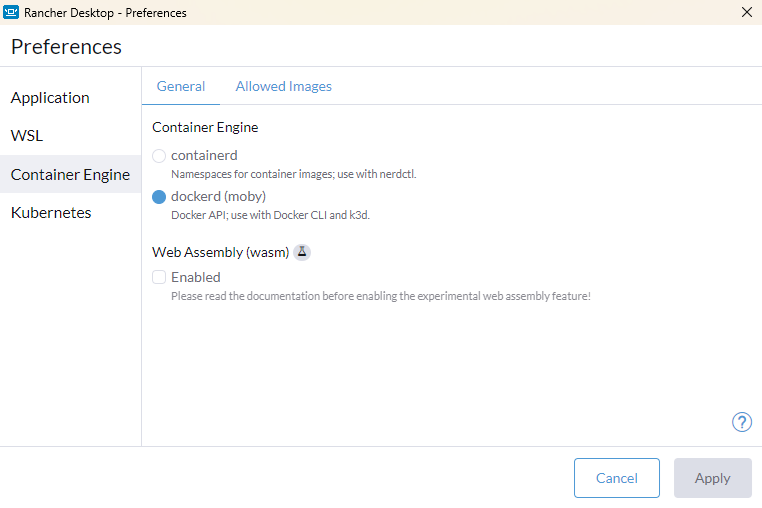 Rancher Desktop - Preferences
Preferences
Application
WSL
Container Engine
Kubernetes
General
Allowed Images
Container Engine
containerd
Namespaces for container images; use with nerdctl.
dockerd (moby)
Docker API; use with Docker CLI and k3d.
Web Assembly (wasm)
Enabled
Please read the documentation before enabling the experimental web assembly feature!
?
Cancel
Apply